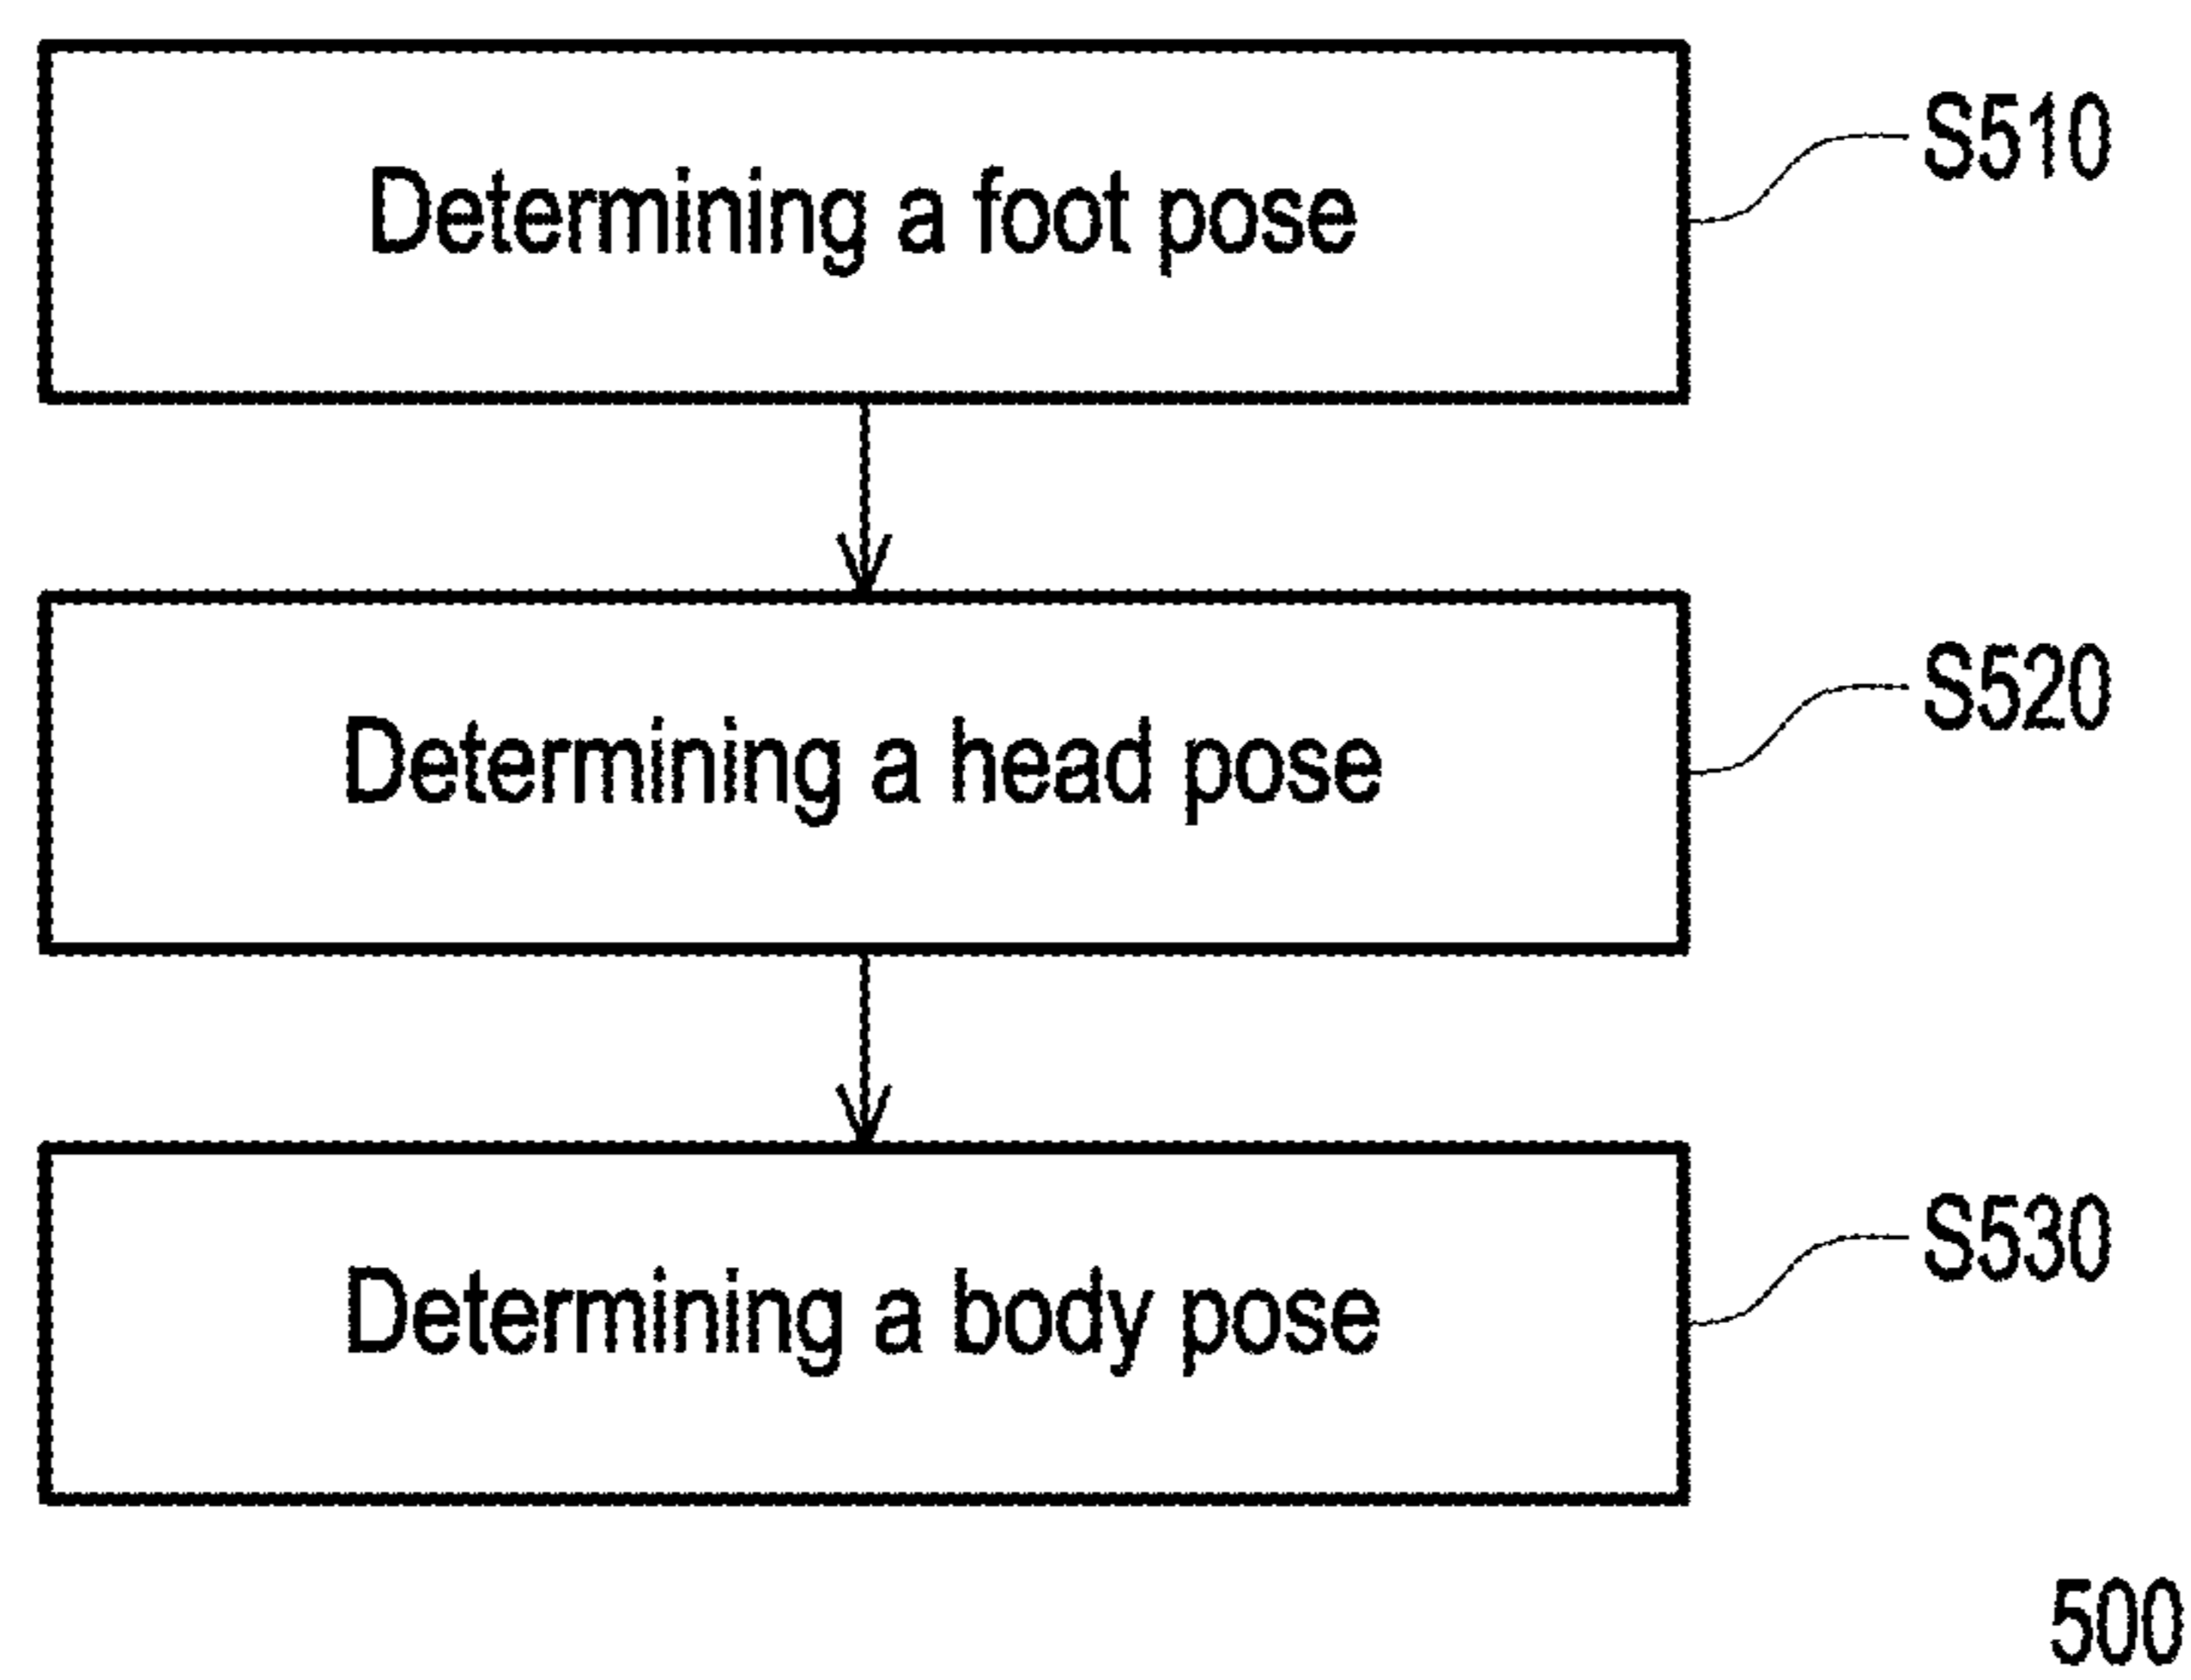 Determining a foot pose
S510
Determining a head pose
S520
Determining a body pose
S530
500